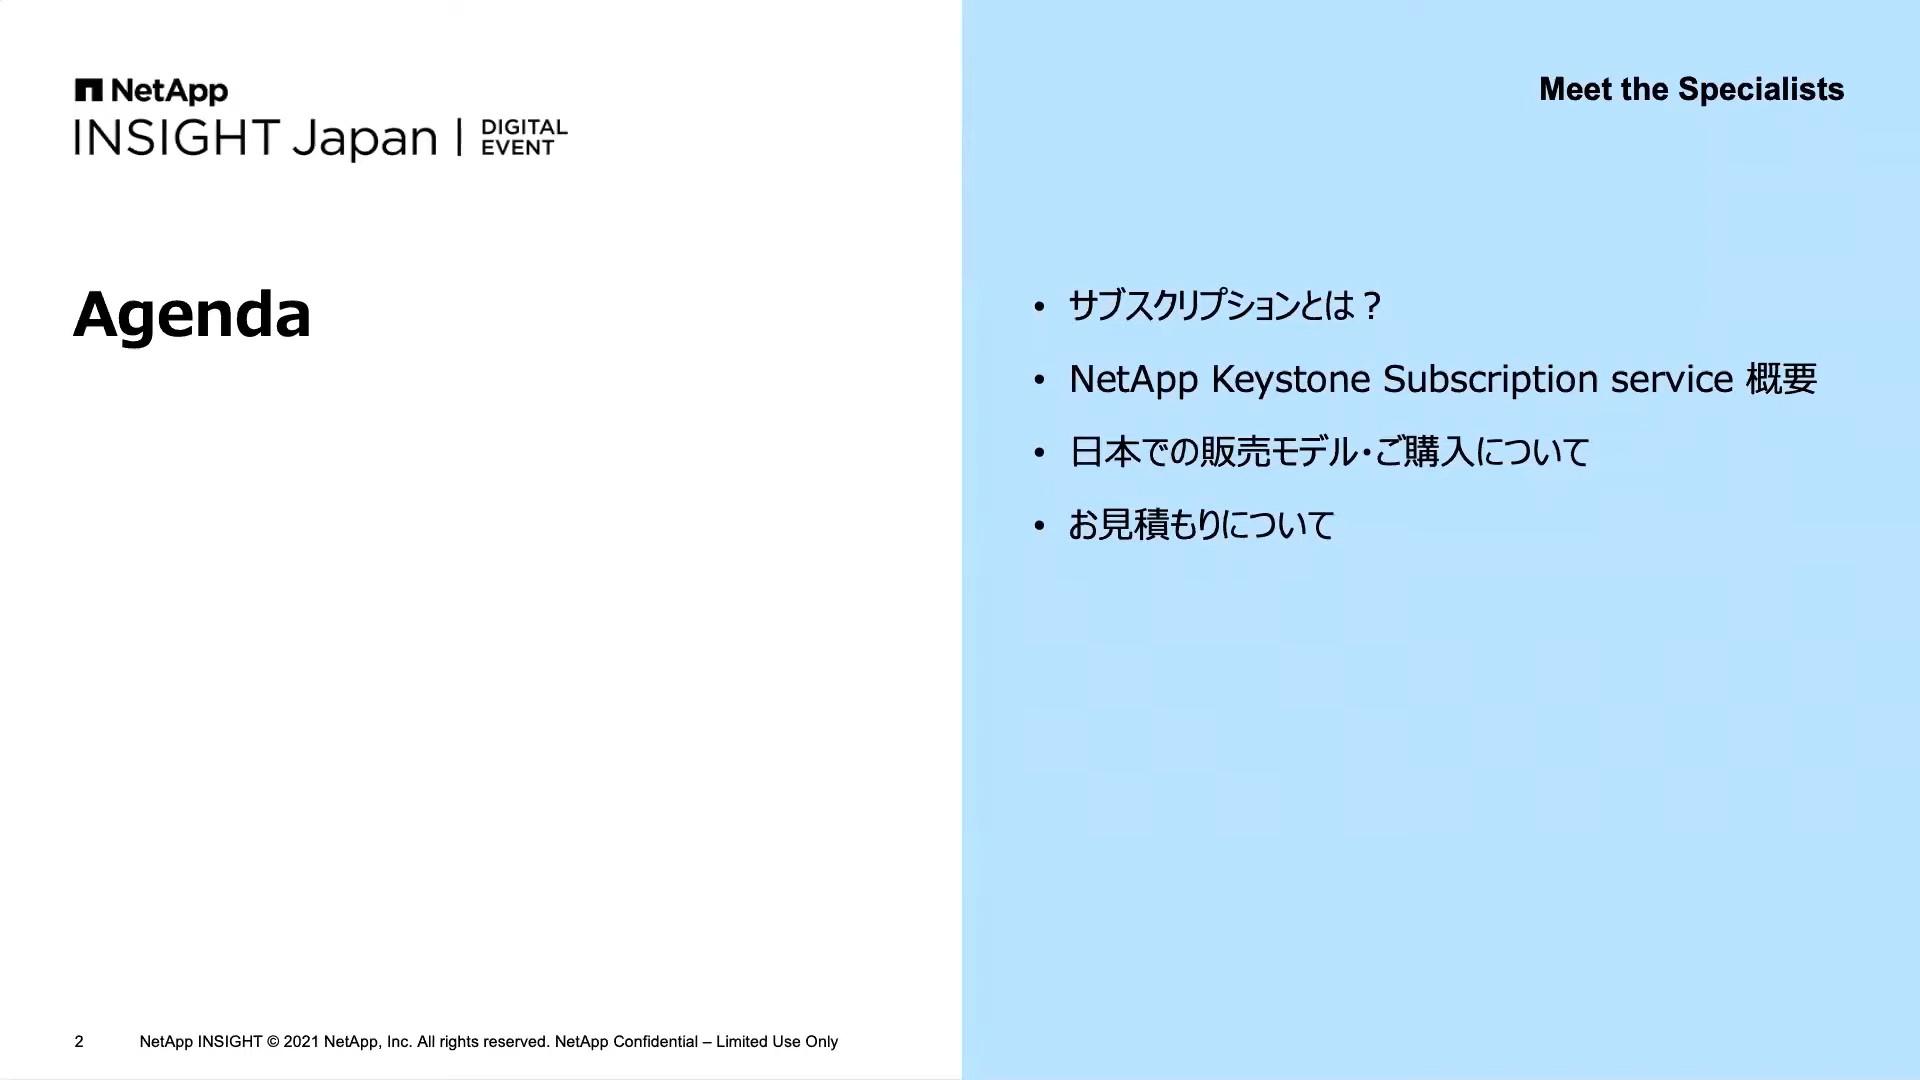 NetApp
INSIGHT Japan | DIGITAL EVENT
Meet the Specialists
Agenda
• サブスクリプションとは？
• NetApp Keystone Subscription service 概要
• 日本での販売モデル・ご購入について
• お見積もりについて
2 NetApp INSIGHT © 2021 NetApp, Inc. All rights reserved. NetApp Confidential – Limited Use Only